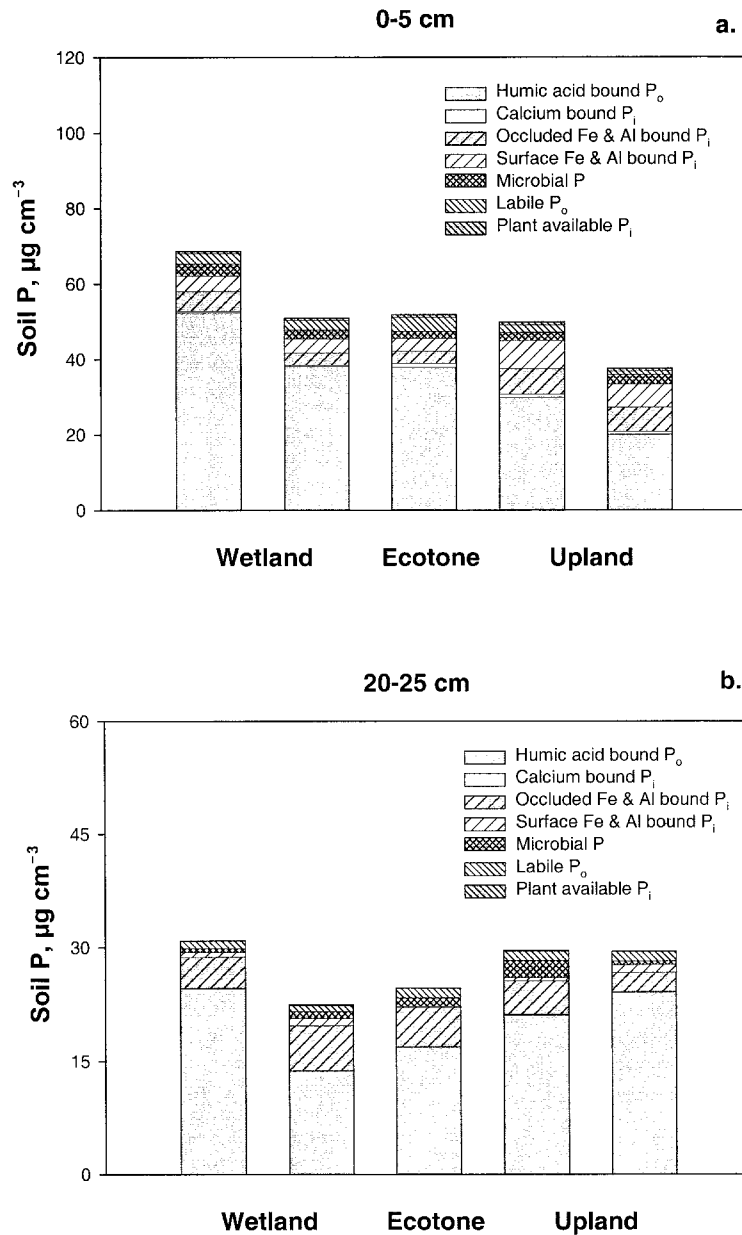 0-5 cm
a.
120
100
80
60
40
20
0
Soil P, µg cm⁻³
Humic acid bound Pₒ
Calcium bound Pᵢ
Occluded Fe & Al bound Pᵢ
Surface Fe & Al bound Pᵢ
Microbial P
Labile Pₒ
Plant available Pᵢ
Wetland Ecotone Upland
20-25 cm
b.
60
45
30
15
0
Soil P, µg cm⁻³
Humic acid bound Pₒ
Calcium bound Pᵢ
Occluded Fe & Al bound Pᵢ
Surface Fe & Al bound Pᵢ
Microbial P
Labile Pₒ
Plant available Pᵢ
Wetland Ecotone Upland